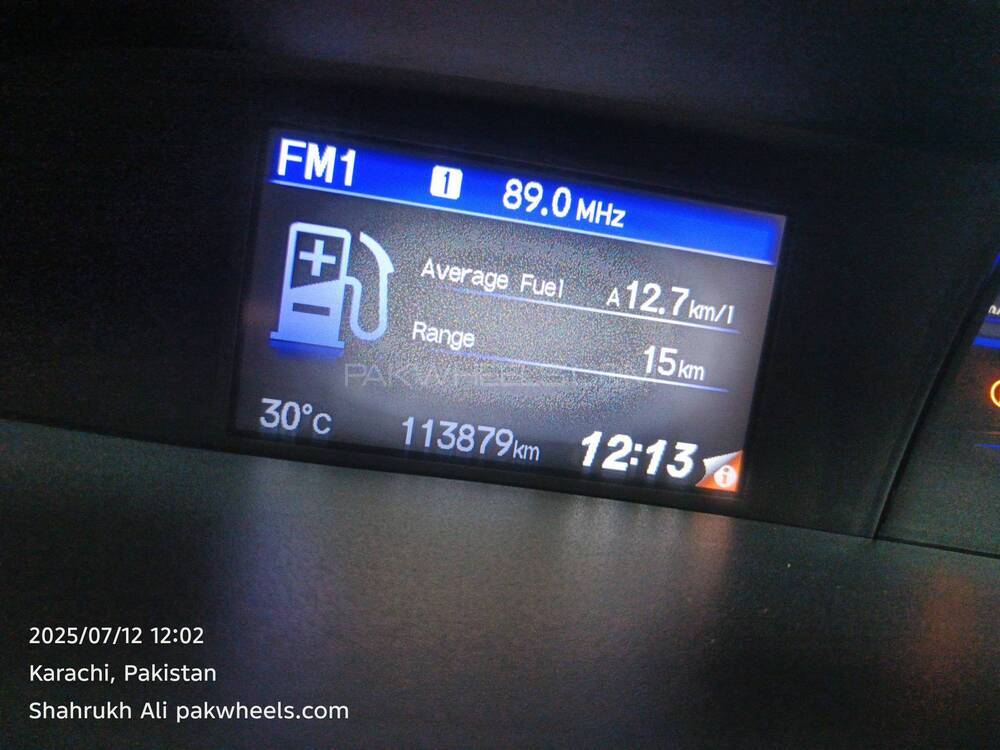 FM1 1 89.0 MHz
Average Fuel A 12.7 km/l
Range 15 km
PAKWHEELS
30°C 113879 km 12:13 i
2025/07/12 12:02
Karachi, Pakistan
Shahrukh Ali pakwheels.com